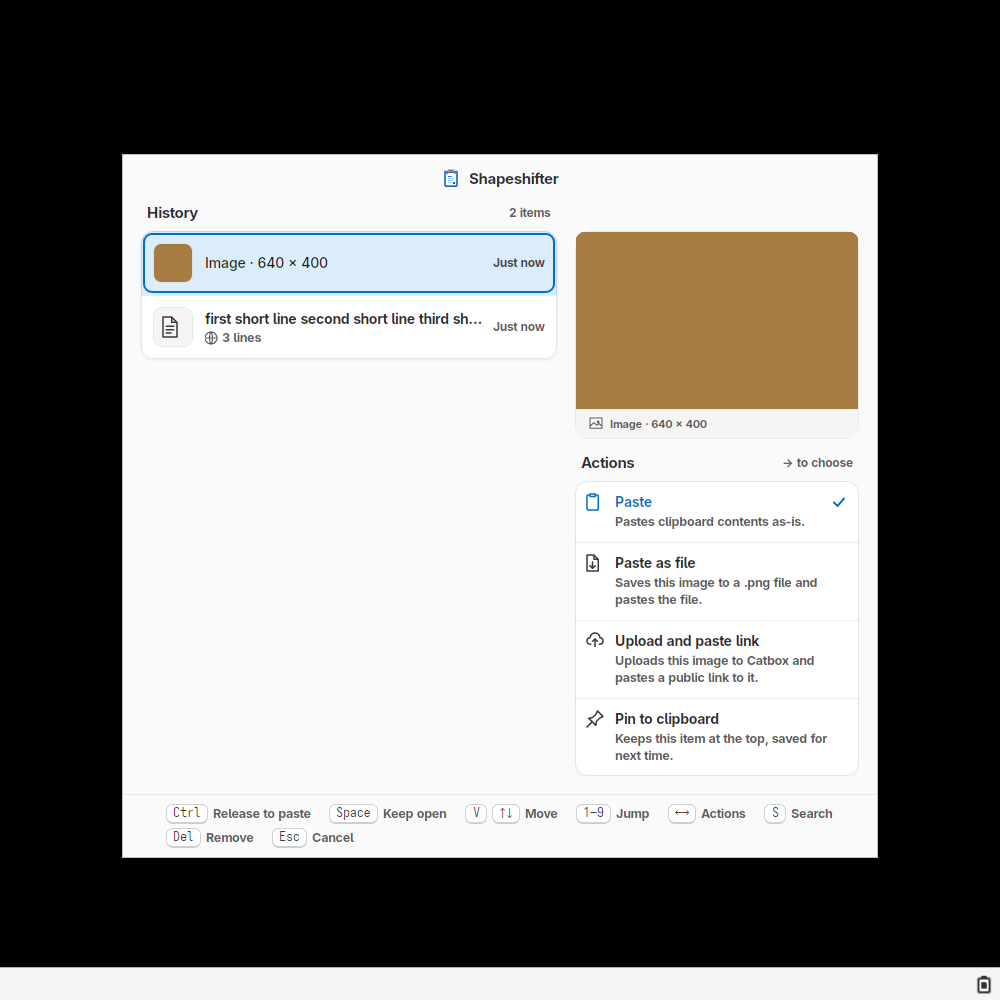 Shapeshifter
History
2 items
Image · 640 × 400
Just now
first short line second short line third sh…
3 lines
Just now
Image · 640 × 400
Actions
→ to choose
Paste
Pastes clipboard contents as-is.
Paste as file
Saves this image to a .png file and
pastes the file.
Upload and paste link
Uploads this image to Catbox and
pastes a public link to it.
Pin to clipboard
Keeps this item at the top, saved for
next time.
Ctrl Release to paste Space Keep open V ↑↓ Move 1–9 Jump ←→ Actions S Search
Del Remove Esc Cancel